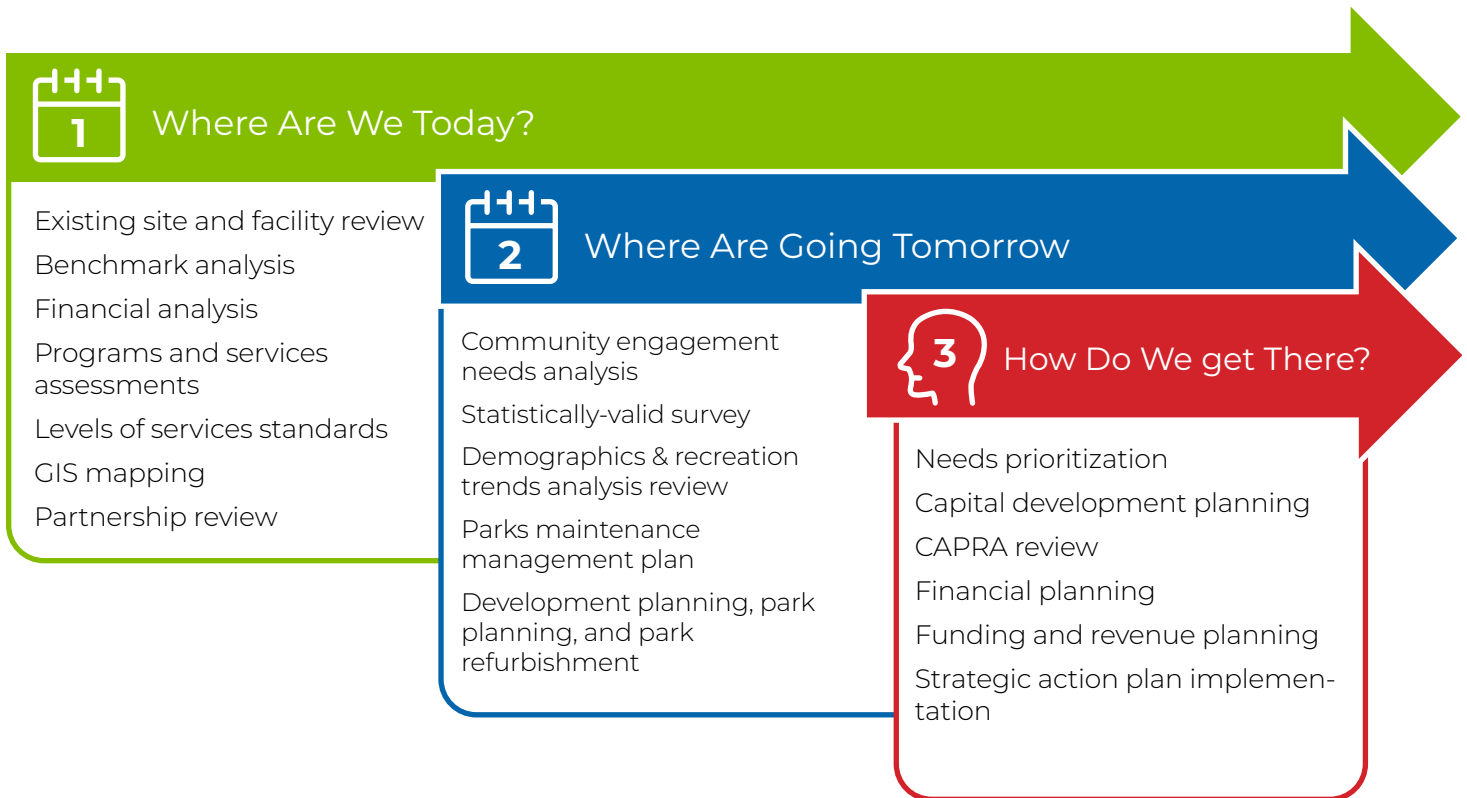 1
Where Are We Today?
Existing site and facility review
Benchmark analysis
Financial analysis
Programs and services
assessments
Levels of services standards
GIS mapping
Partnership review
2
Where Are Going Tomorrow
Community engagement
needs analysis
Statistically-valid survey
Demographics & recreation
trends analysis review
Parks maintenance
management plan
Development planning, park
planning, and park
refurbishment
3
How Do We get There?
Needs prioritization
Capital development planning
CAPRA review
Financial planning
Funding and revenue planning
Strategic action plan implemen-
tation